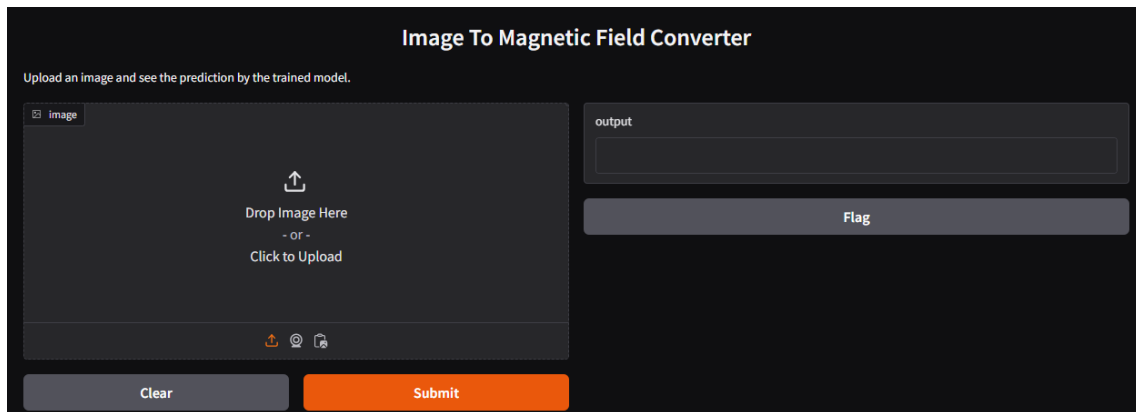 Image To Magnetic Field Converter
Upload an image and see the prediction by the trained model.
image
Drop Image Here
- or -
Click to Upload
Clear
Submit
output
Flag